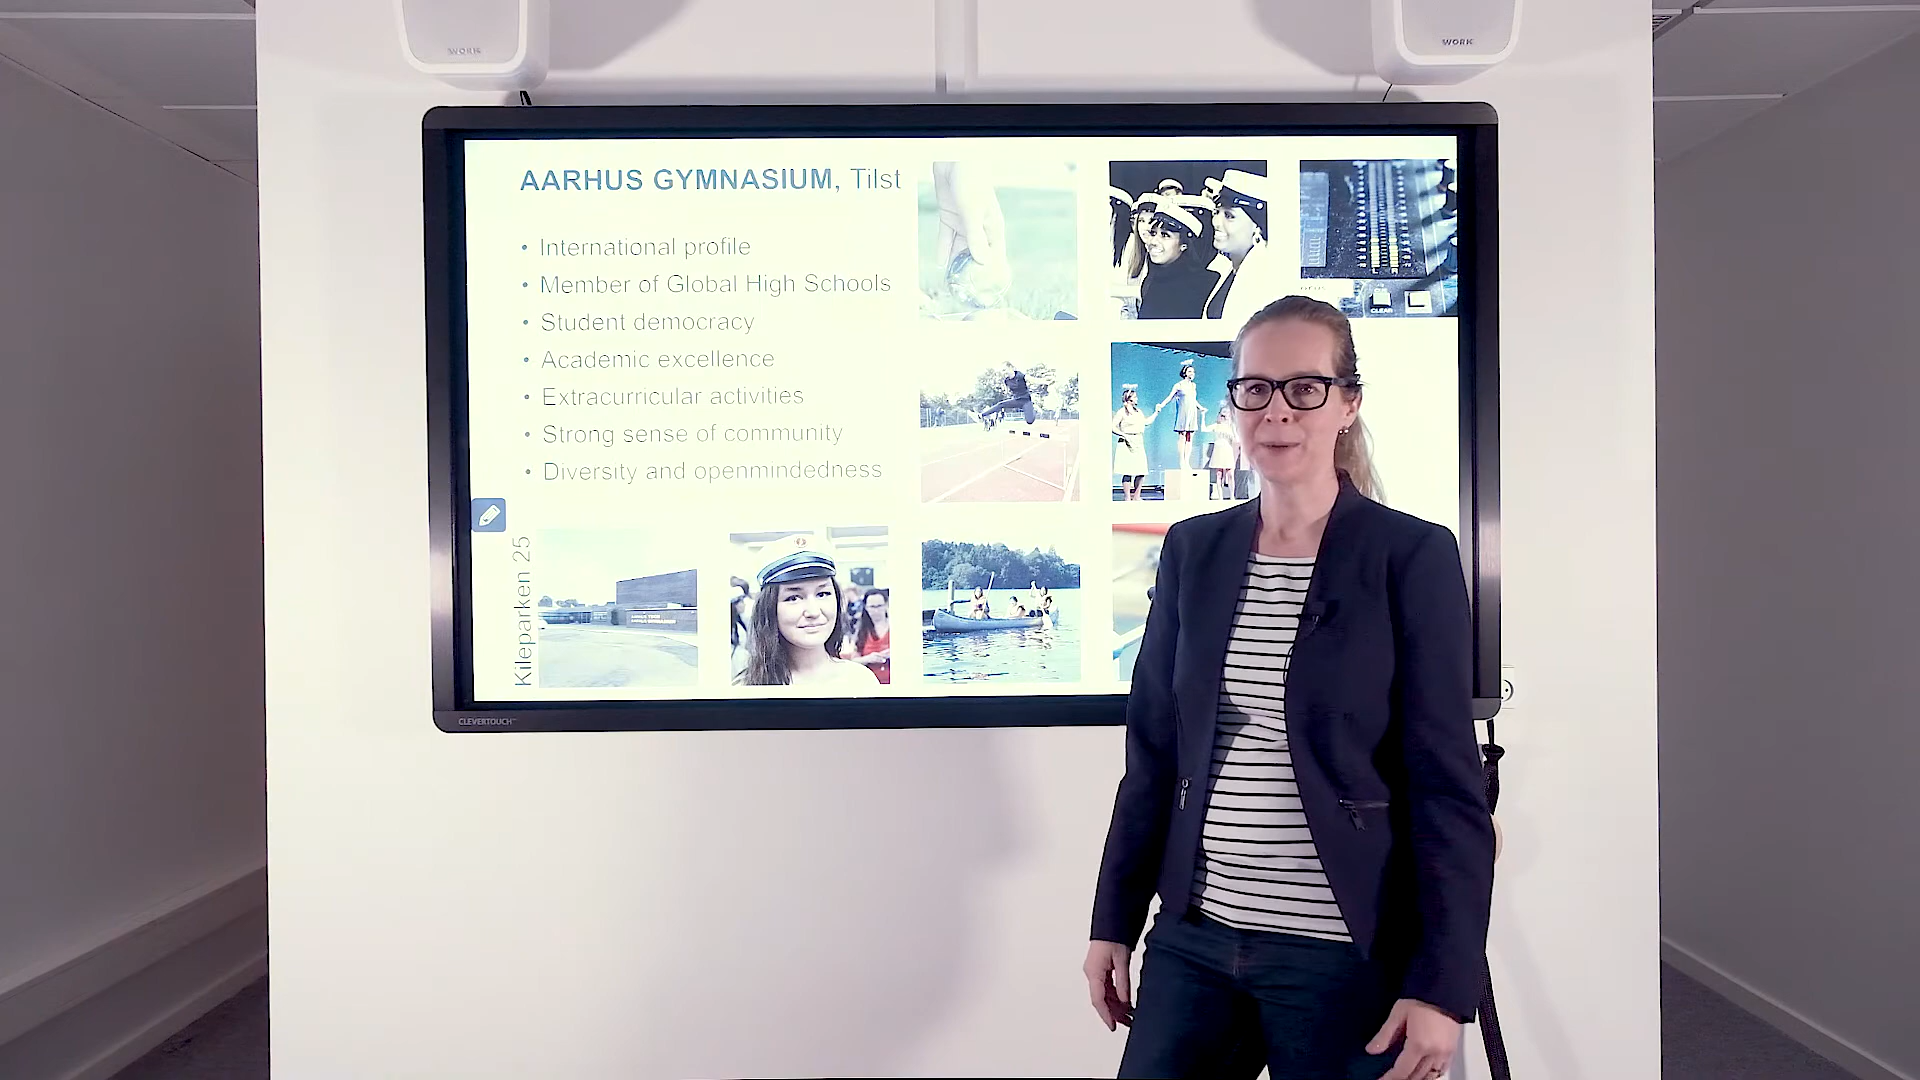 WORK
WORK
AARHUS GYMNASIUM, Tilst
• International profile
• Member of Global High Schools
• Student democracy
• Academic excellence
• Extracurricular activities
• Strong sense of community
• Diversity and openmindedness
Kileparken 25
L R
CLEAR
CLEVERTOUCH